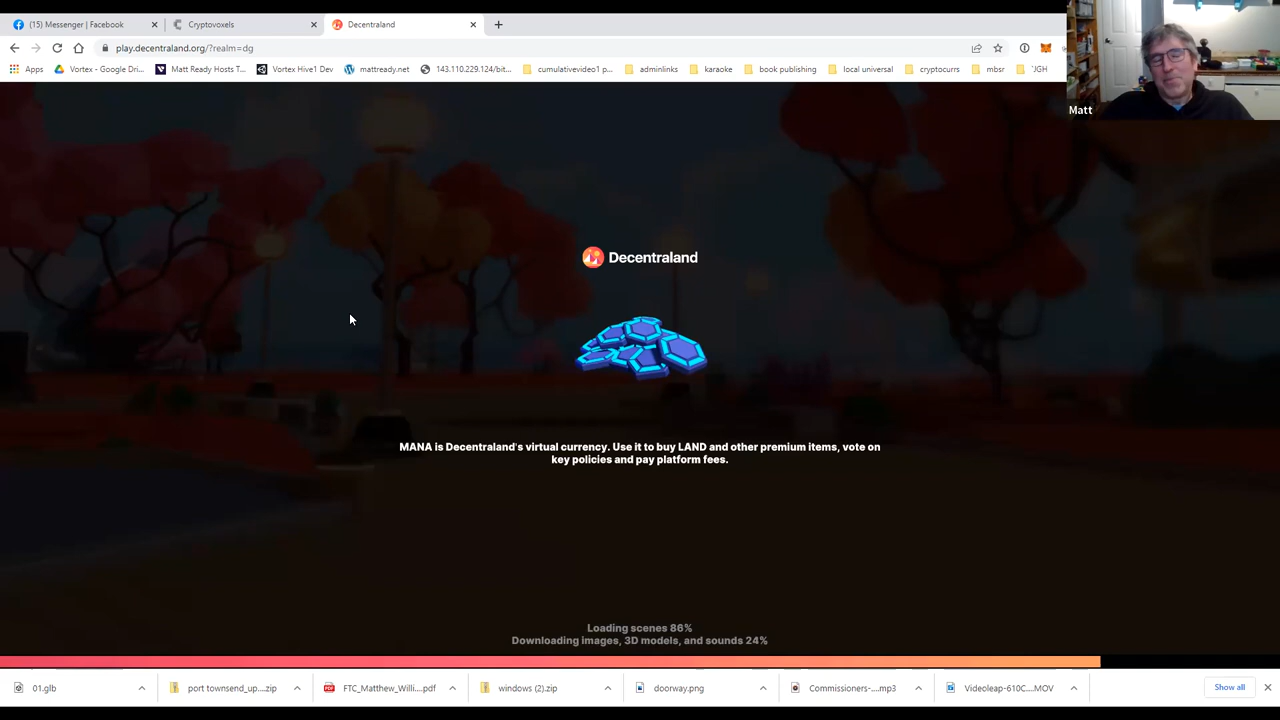 (15) Messenger | Facebook
Cryptovoxels
Decentraland
play.decentraland.org/?realm=dg
Apps
Vortex - Google Dri...
Matt Ready Hosts T...
Vortex Hive1 Dev
mattready.net
143.110.229.124/bit...
cumulativevideo1 p...
adminlinks
karaoke
book publishing
local universal
cryptocurrs
mbsr
Matt
Decentraland
MANA is Decentraland's virtual currency. Use it to buy LAND and other premium items, vote on
key policies and pay platform fees.
Loading scenes 86%
Downloading images, 3D models, and sounds 24%
01.glb
port townsend_up....zip
FTC_Matthew_Willi....pdf
windows (2).zip
doorway.png
Commissioners-....mp3
Videoleap-610C....MOV
Show all